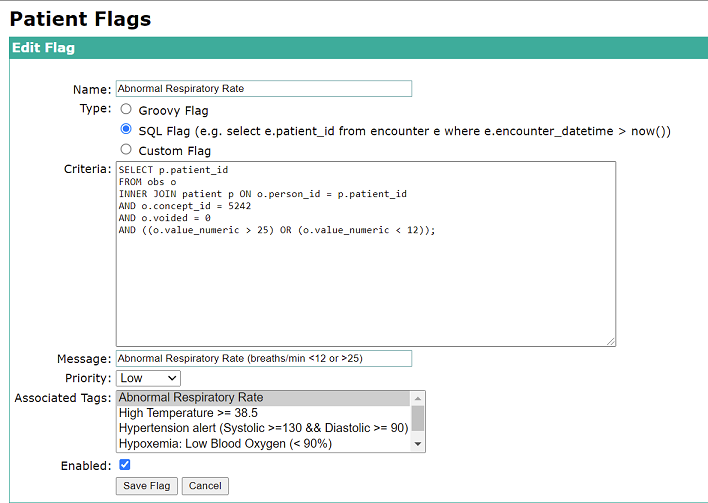 Patient Flags
Edit Flag
Name: Abnormal Respiratory Rate
Type: Groovy Flag
SQL Flag (e.g. select e.patient_id from encounter e where e.encounter_datetime > now())
Custom Flag
Criteria: SELECT p.patient_id
FROM obs o
INNER JOIN patient p ON o.person_id = p.patient_id
AND o.concept_id = 5242
AND o.voided = 0
AND ((o.value_numeric > 25) OR (o.value_numeric < 12));
Message: Abnormal Respiratory Rate (breaths/min <12 or >25)
Priority: Low
Associated Tags: Abnormal Respiratory Rate
High Temperature >= 38.5
Hypertension alert (Systolic >=130 && Diastolic >= 90)
Hypoxemia: Low Blood Oxygen (< 90%)
Enabled:
Save Flag Cancel